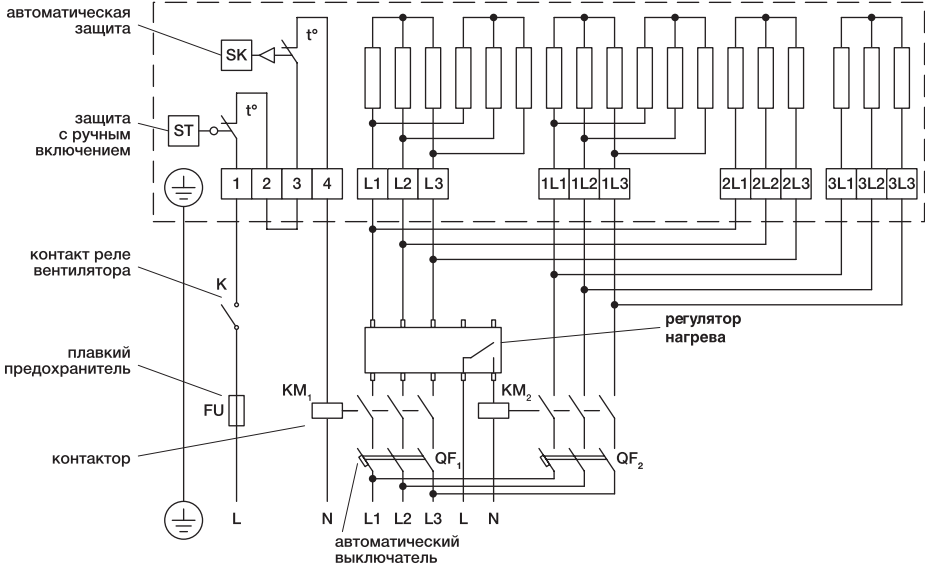 автоматическая
защита
t°
SK
t°
защита
с ручным
включением
ST
1 2 3 4
L1 L2 L3
1L1 1L2 1L3
2L1 2L2 2L3
3L1 3L2 3L3
контакт реле
вентилятора
K
регулятор
нагрева
плавкий
предохранитель
FU
KM1
KM2
контактор
QF1
QF2
L N L1 L2 L3 L N
автоматический
выключатель